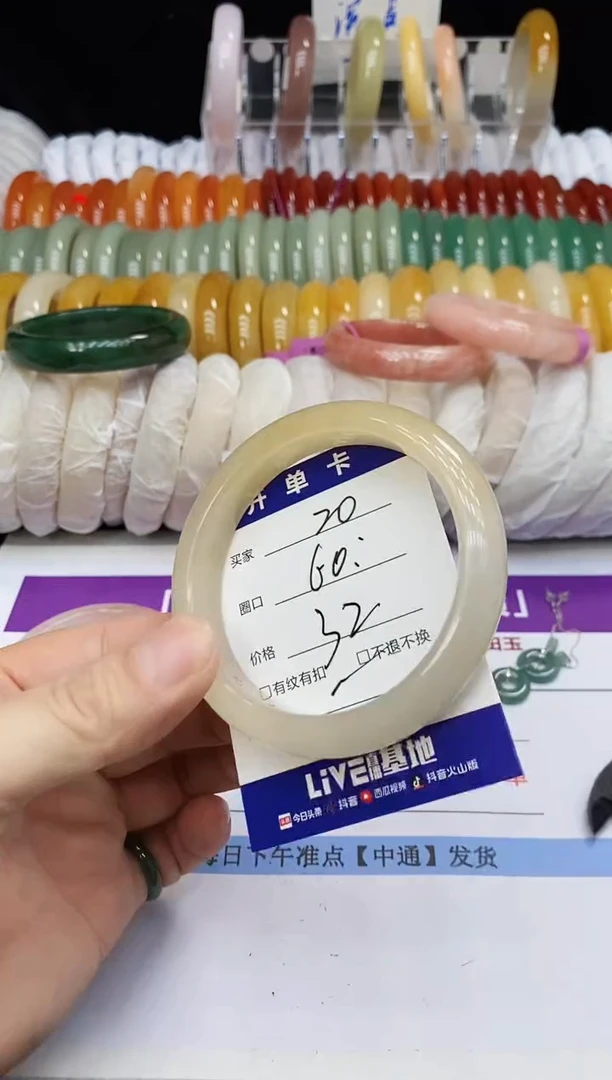 开单卡
买家 20
圈口 60:
价格 32
□有纹有扣 □不退不换
LiVE基地
今日头条 抖音 西瓜视频 抖音火山版
每日下午准点【中通】发货